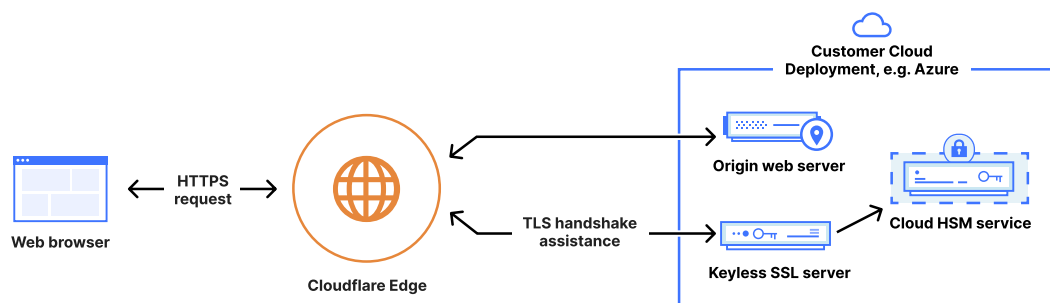 Customer Cloud
Deployment, e.g. Azure
Origin web server
HTTPS
request
Cloud HSM service
TLS handshake
assistance
Web browser
Keyless SSL server
Cloudflare Edge